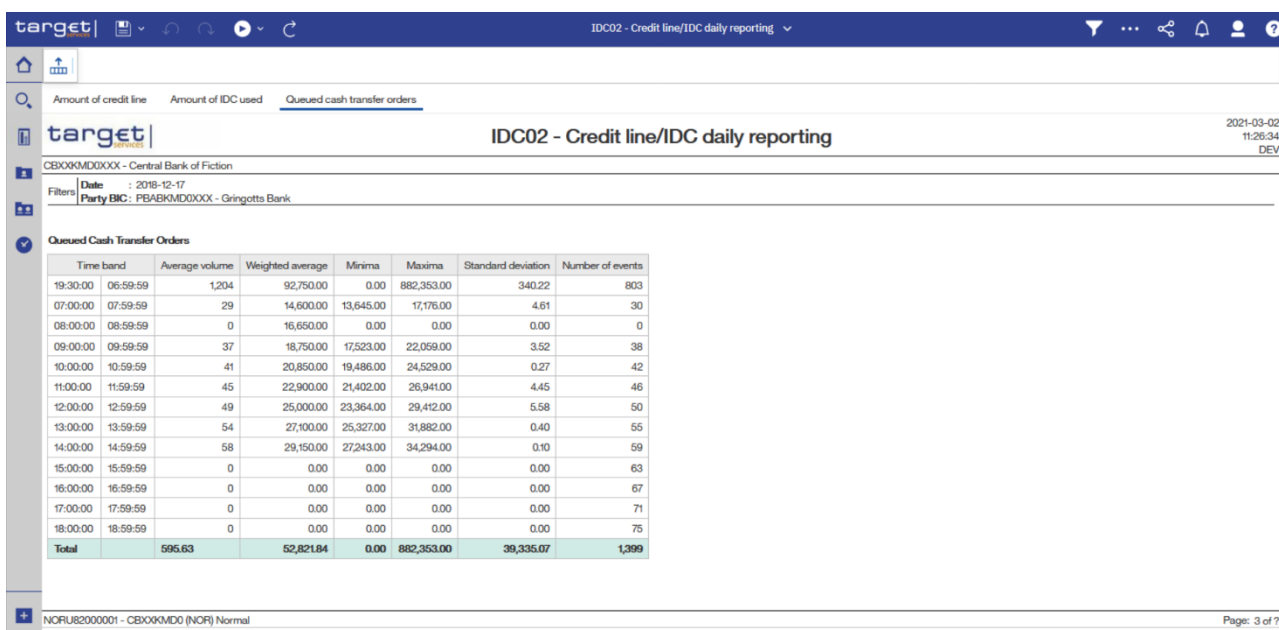 target|
services
IDC02 - Credit line/IDC daily reporting
?
Amount of credit line Amount of IDC used Queued cash transfer orders
target|
services
IDC02 - Credit line/IDC daily reporting
2021-03-02
11:26:34
DEV
CBXXKMD0XXX - Central Bank of Fiction
Filters Date : 2018-12-17
Party BIC : PBABKMD0XXX - Gringotts Bank
Queued Cash Transfer Orders
Time band Average volume Weighted average Minima Maxima Standard deviation Number of events
19:30:00 06:59:59 1,204 92,750.00 0.00 882,353.00 340.22 803
07:00:00 07:59:59 29 14,600.00 13,645.00 17,176.00 4.61 30
08:00:00 08:59:59 0 16,650.00 0.00 0.00 0.00 0
09:00:00 09:59:59 37 18,750.00 17,523.00 22,059.00 3.52 38
10:00:00 10:59:59 41 20,850.00 19,486.00 24,529.00 0.27 42
11:00:00 11:59:59 45 22,900.00 21,402.00 26,941.00 4.45 46
12:00:00 12:59:59 49 25,000.00 23,364.00 29,412.00 5.58 50
13:00:00 13:59:59 54 27,100.00 25,327.00 31,882.00 0.40 55
14:00:00 14:59:59 58 29,150.00 27,243.00 34,294.00 0.10 59
15:00:00 15:59:59 0 0.00 0.00 0.00 0.00 63
16:00:00 16:59:59 0 0.00 0.00 0.00 0.00 67
17:00:00 17:59:59 0 0.00 0.00 0.00 0.00 71
18:00:00 18:59:59 0 0.00 0.00 0.00 0.00 75
Total 595.63 52,821.84 0.00 882,353.00 39,335.07 1,399
NORU82000001 - CBXXKMD0 (NOR) Normal
Page: 3 of ?